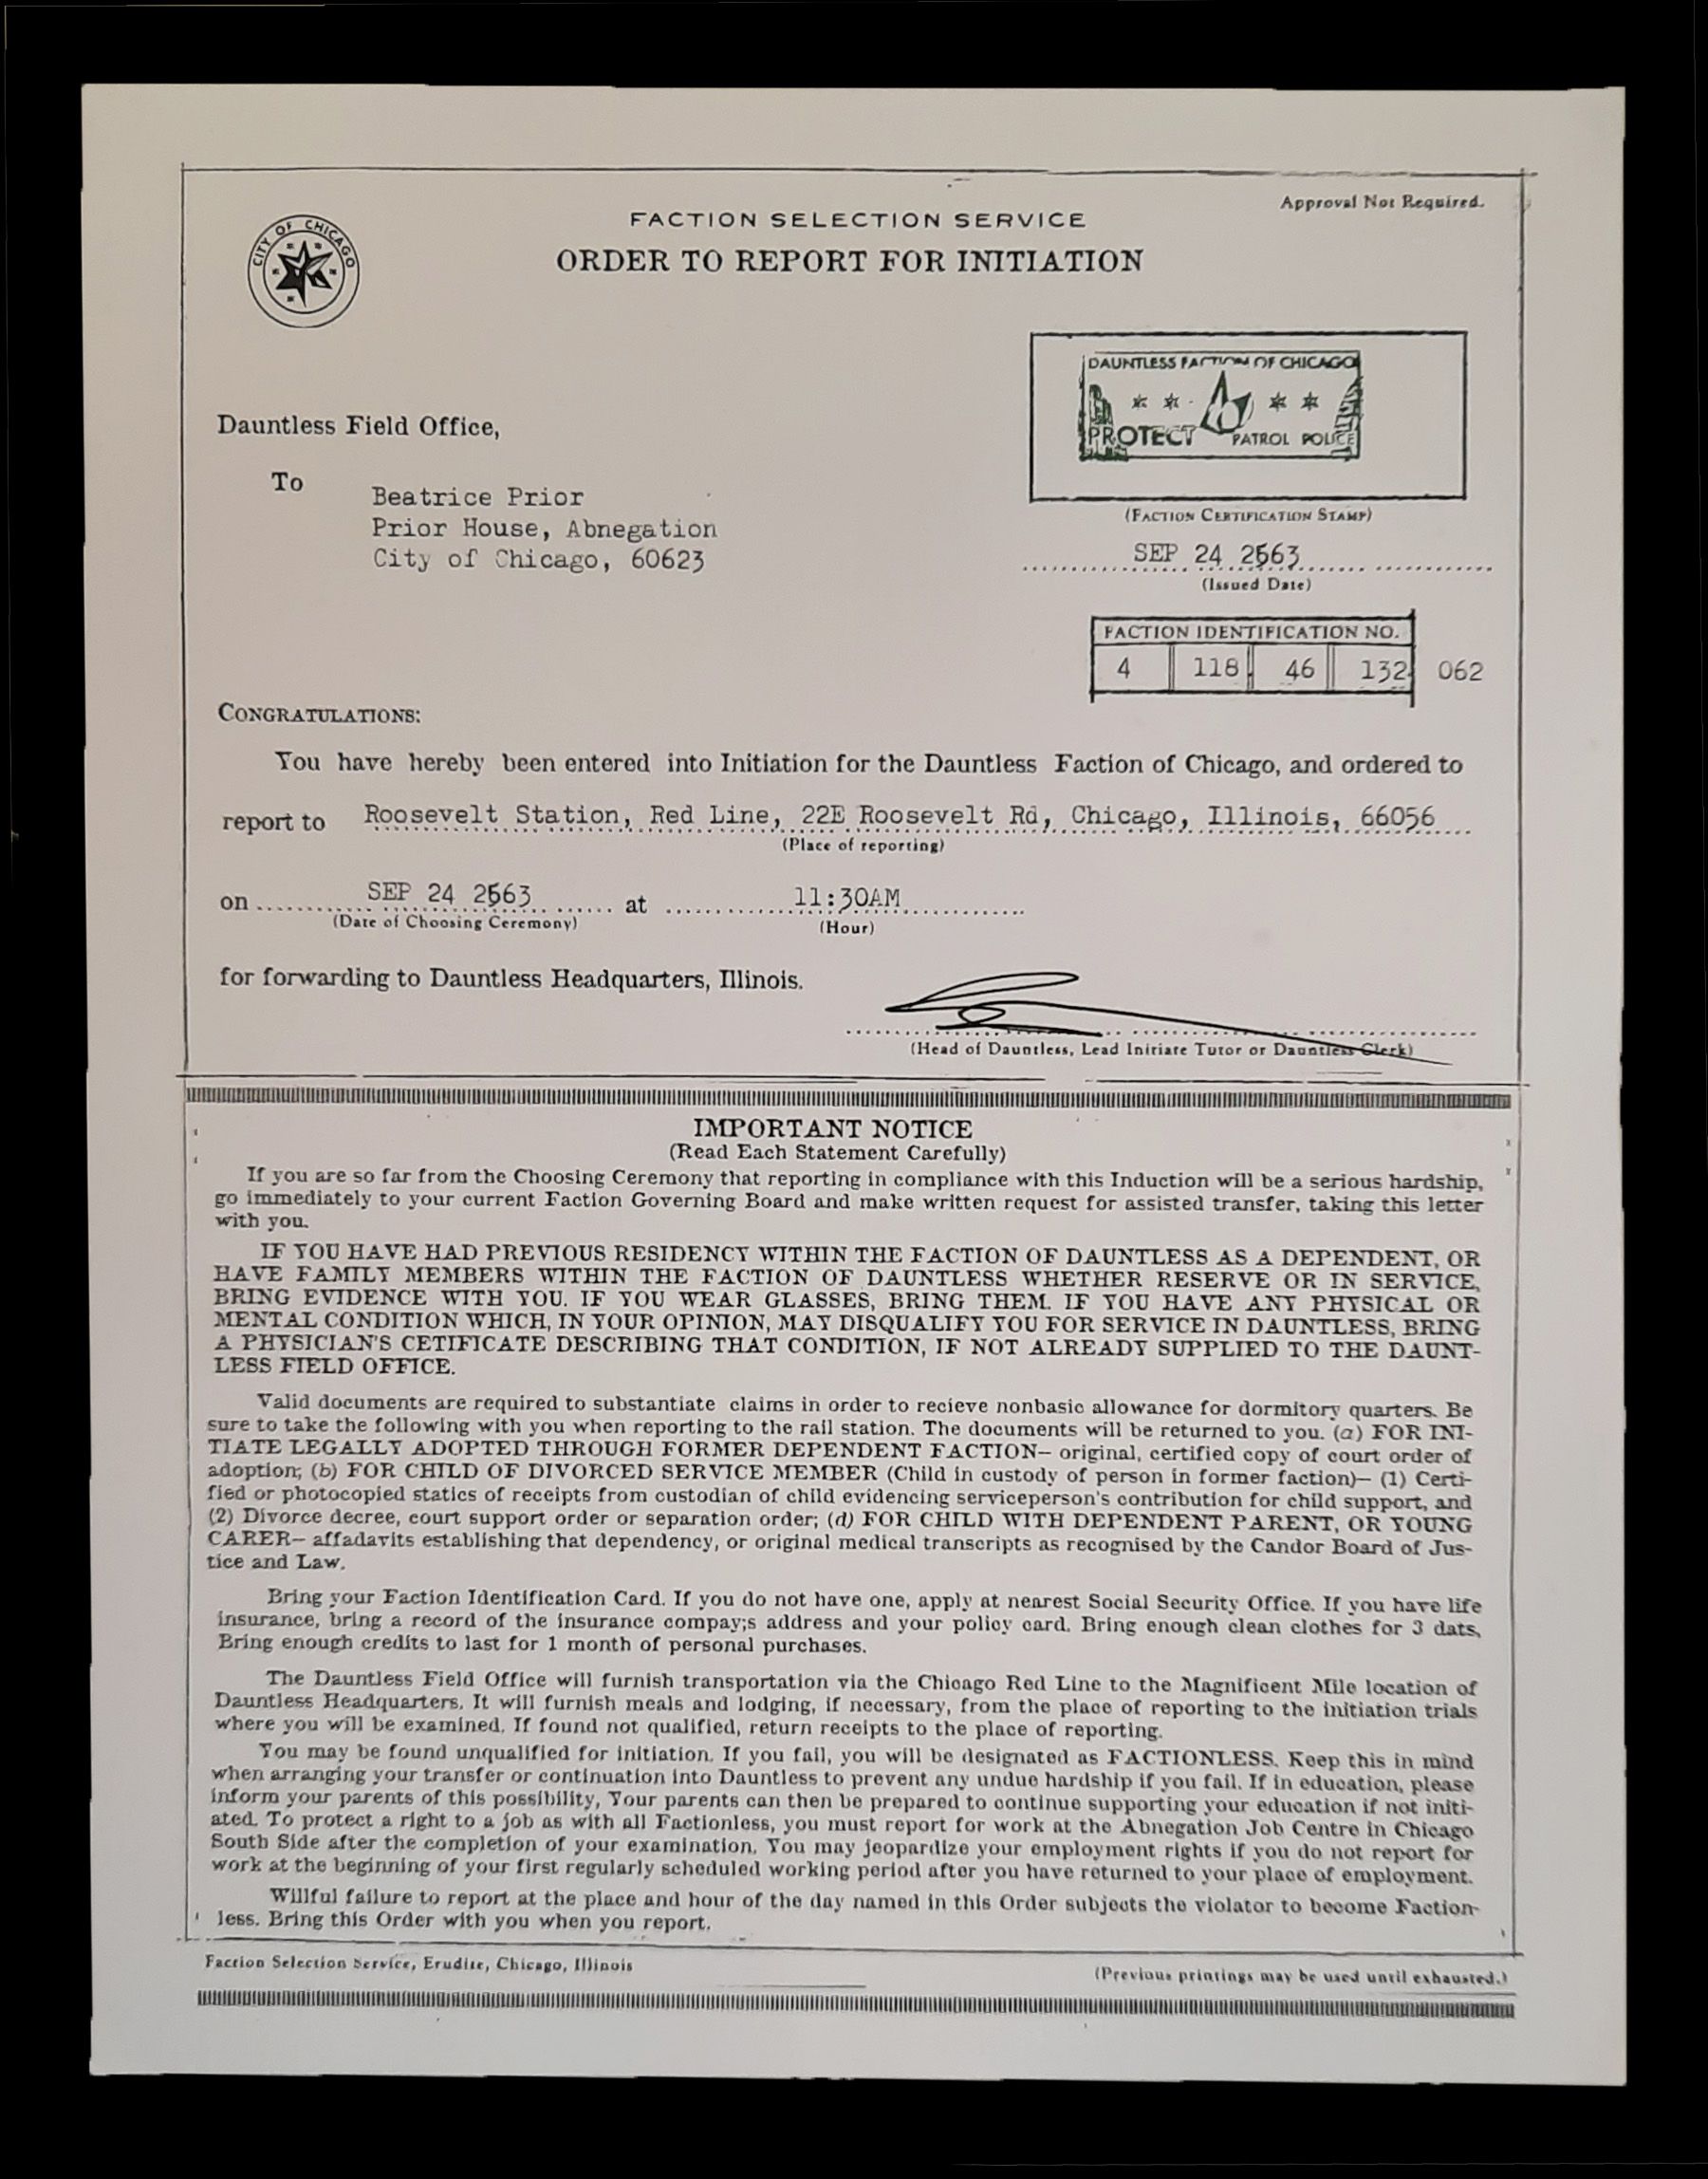 Approval Not Required.
CITY OF CHICAGO
FACTION SELECTION SERVICE
ORDER TO REPORT FOR INITIATION
DAUNTLESS FACTION OF CHICAGO
PROTECT PATROL POLICE
Dauntless Field Office,
To
Beatrice Prior
Prior House, Abnegation
City of Chicago, 60623
(FACTION CERTIFICATION STAMP)
SEP 24 2563
(Issued Date)
FACTION IDENTIFICATION NO.
4 118 46 132 062
CONGRATULATIONS:
You have hereby been entered into Initiation for the Dauntless Faction of Chicago, and ordered to
report to Roosevelt Station, Red Line, 22E Roosevelt Rd, Chicago, Illinois, 66056
(Place of reporting)
on SEP 24 2563 at 11:30AM
(Date of Choosing Ceremony) (Hour)
for forwarding to Dauntless Headquarters, Illinois.
(Head of Dauntless, Lead Iniriare Tutor or Dauntless Clerk)
IMPORTANT NOTICE
(Read Each Statement Carefully)
If you are so far from the Choosing Ceremony that reporting in compliance with this Induction will be a serious hardship,
go immediately to your current Faction Governing Board and make written request for assisted transfer, taking this letter
with you.
IF YOU HAVE HAD PREVIOUS RESIDENCY WITHIN THE FACTION OF DAUNTLESS AS A DEPENDENT, OR
HAVE FAMILY MEMBERS WITHIN THE FACTION OF DAUNTLESS WHETHER RESERVE OR IN SERVICE,
BRING EVIDENCE WITH YOU. IF YOU WEAR GLASSES, BRING THEM. IF YOU HAVE ANY PHYSICAL OR
MENTAL CONDITION WHICH, IN YOUR OPINION, MAY DISQUALIFY YOU FOR SERVICE IN DAUNTLESS, BRING
A PHYSICIAN'S CETIFICATE DESCRIBING THAT CONDITION, IF NOT ALREADY SUPPLIED TO THE DAUNT-
LESS FIELD OFFICE.
Valid documents are required to substantiate claims in order to recieve nonbasic allowance for dormitory quarters. Be
sure to take the following with you when reporting to the rail station. The documents will be returned to you. (a) FOR INI-
TIATE LEGALLY ADOPTED THROUGH FORMER DEPENDENT FACTION– original, certified copy of court order of
adoption; (b) FOR CHILD OF DIVORCED SERVICE MEMBER (Child in custody of person in former faction)– (1) Certi-
fied or photocopied statics of receipts from custodian of child evidencing serviceperson's contribution for child support, and
(2) Divorce decree, court support order or separation order; (d) FOR CHILD WITH DEPENDENT PARENT, OR YOUNG
CARER– affadavits establishing that dependency, or original medical transcripts as recognised by the Candor Board of Jus-
tice and Law.
Bring your Faction Identification Card. If you do not have one, apply at nearest Social Security Office. If you have life
insurance, bring a record of the insurance compay;s address and your policy card. Bring enough clean clothes for 3 dats,
Bring enough credits to last for 1 month of personal purchases.
The Dauntless Field Office will furnish transportation via the Chicago Red Line to the Magnificent Mile location of
Dauntless Headquarters. It will furnish meals and lodging, if necessary, from the place of reporting to the initiation trials
where you will be examined. If found not qualified, return receipts to the place of reporting.
You may be found unqualified for initiation. If you fail, you will be designated as FACTIONLESS. Keep this in mind
when arranging your transfer or continuation into Dauntless to prevent any undue hardship if you fail. If in education, please
inform your parents of this possibility, Your parents can then be prepared to continue supporting your education if not initi-
ated. To protect a right to a job as with all Factionless, you must report for work at the Abnegation Job Centre in Chicago
South Side after the completion of your examination. You may jeopardize your employment rights if you do not report for
work at the beginning of your first regularly scheduled working period after you have returned to your place of employment.
Willful failure to report at the place and hour of the day named in this Order subjects the violator to become Faction-
less. Bring this Order with you when you report.
Faction Selection Service, Erudite, Chicago, Illinois
(Previous printings may be used until exhausted.)